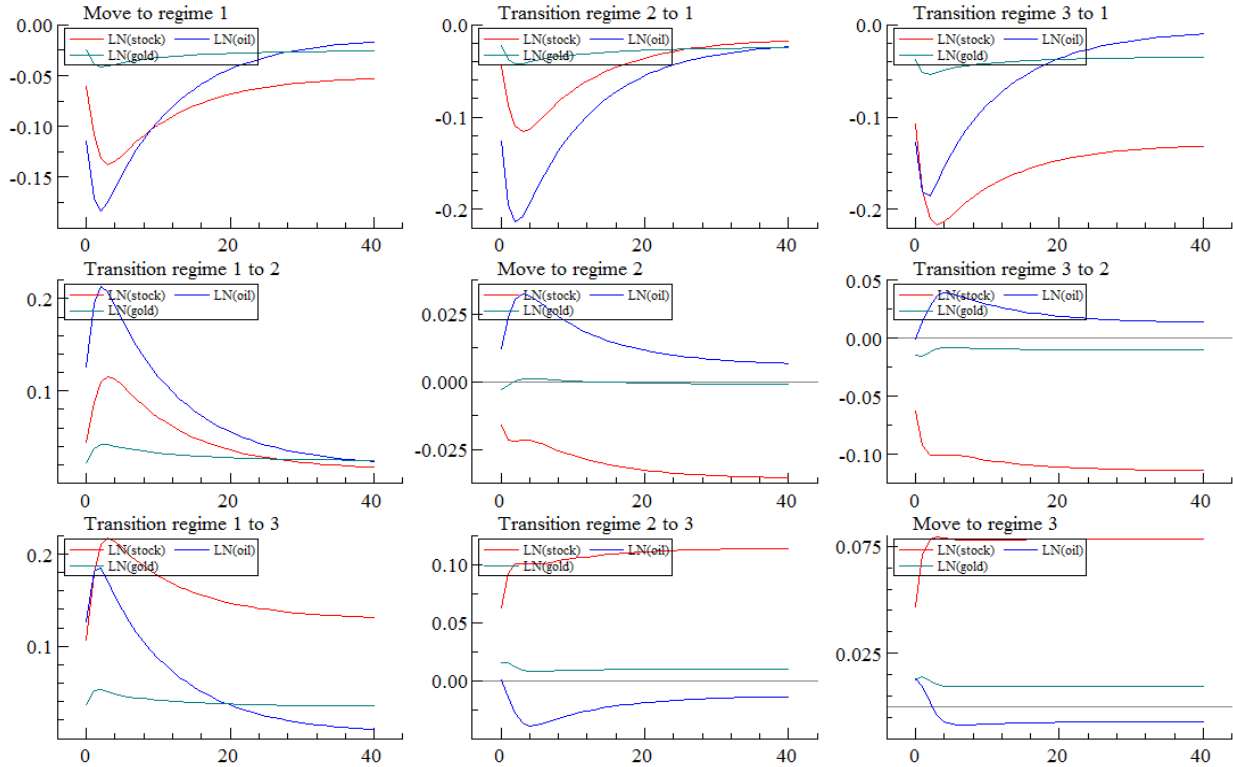 Move to regime 1
0.00
LN(stock) LN(oil)
LN(gold)
-0.05
-0.10
-0.15
0 20 40
Transition regime 2 to 1
0.0
LN(stock) LN(oil)
LN(gold)
-0.1
-0.2
0 20 40
Transition regime 3 to 1
0.0
LN(stock) LN(oil)
LN(gold)
-0.1
-0.2
0 20 40
Transition regime 1 to 2
LN(stock) LN(oil)
LN(gold)
0.2
0.1
0 20 40
Move to regime 2
LN(stock) LN(oil)
LN(gold)
0.025
0.000
-0.025
0 20 40
Transition regime 3 to 2
0.05
LN(stock) LN(oil)
LN(gold)
0.00
-0.05
-0.10
0 20 40
Transition regime 1 to 3
0.2
LN(stock) LN(oil)
LN(gold)
0.1
0 20 40
Transition regime 2 to 3
LN(stock) LN(oil)
0.10
LN(gold)
0.05
0.00
0 20 40
Move to regime 3
0.075
LN(stock) LN(oil)
LN(gold)
0.025
0 20 40